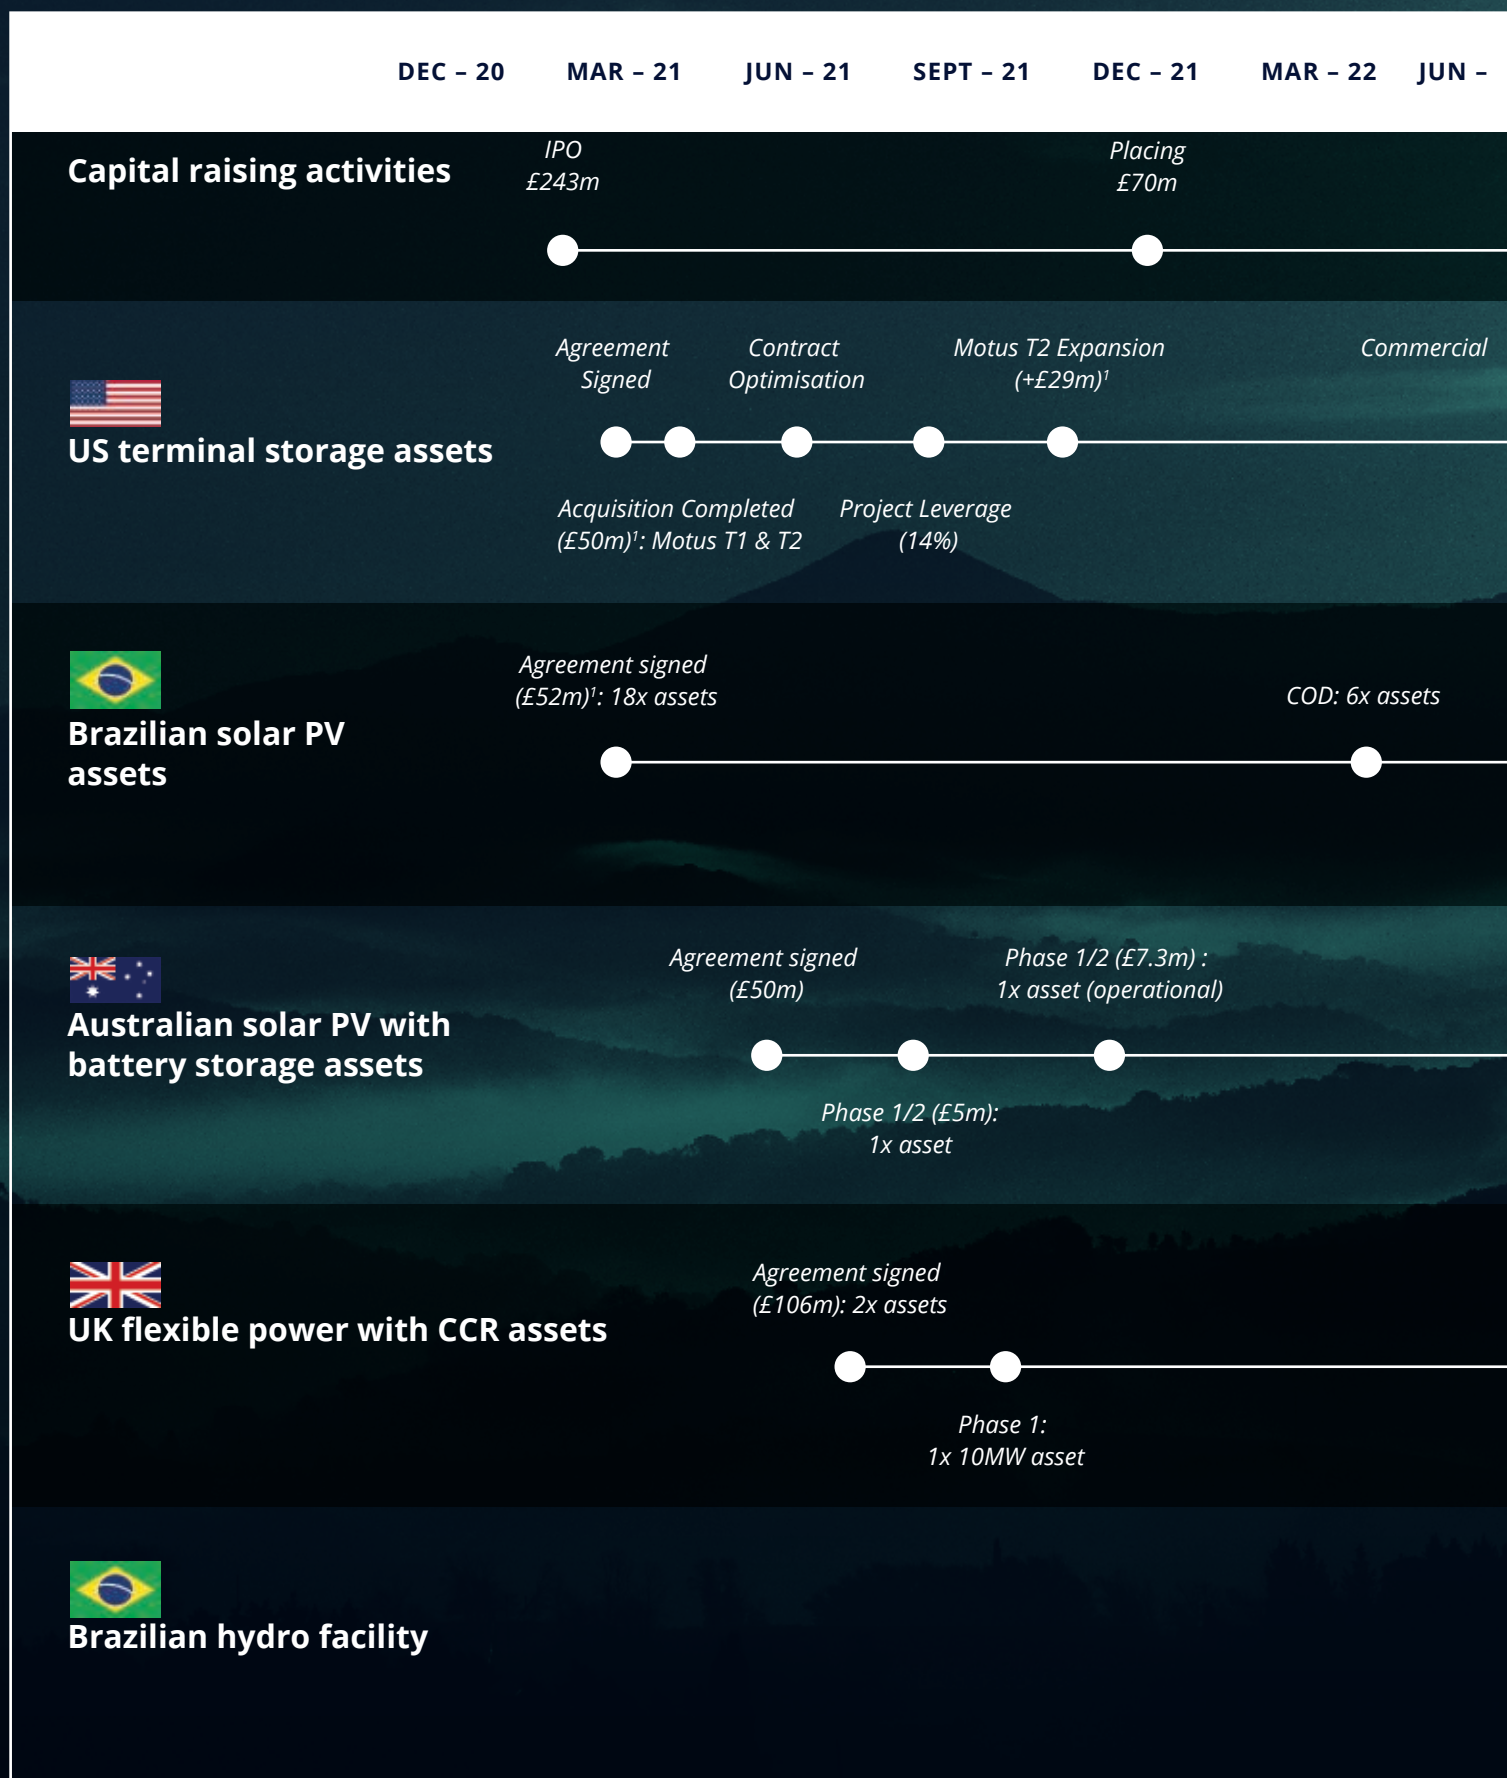 DEC – 20 MAR – 21 JUN – 21 SEPT – 21 DEC – 21 MAR – 22 JUN –
Capital raising activities
IPO
£243m
Placing
£70m
US terminal storage assets
Agreement
Signed
Contract
Optimisation
Motus T2 Expansion
(+£29m)¹
Commercial
Acquisition Completed
(£50m)¹: Motus T1 & T2
Project Leverage
(14%)
Brazilian solar PV
assets
Agreement signed
(£52m)¹: 18x assets
COD: 6x assets
Australian solar PV with
battery storage assets
Agreement signed
(£50m)
Phase 1/2 (£7.3m) :
1x asset (operational)
Phase 1/2 (£5m):
1x asset
UK flexible power with CCR assets
Agreement signed
(£106m): 2x assets
Phase 1:
1x 10MW asset
Brazilian hydro facility